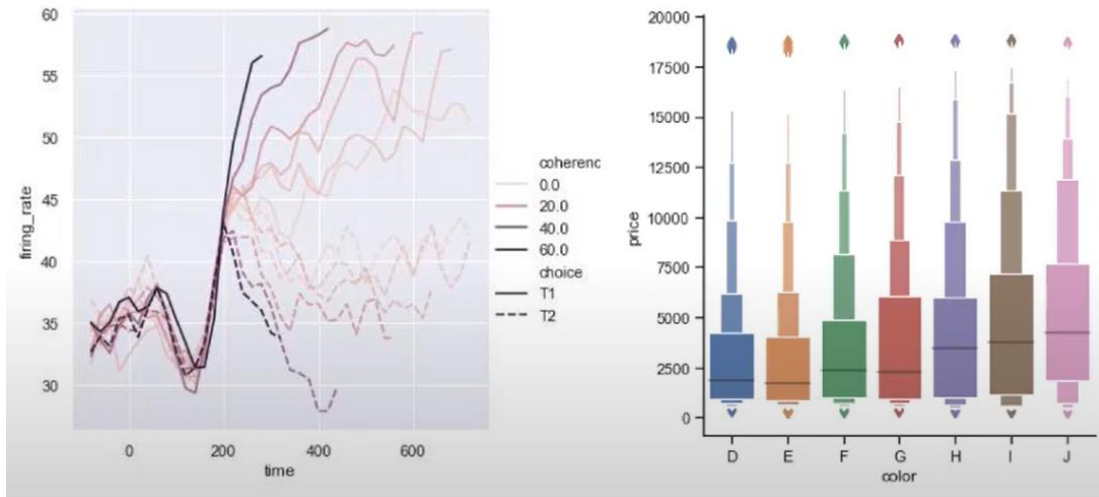 60
55
50
45
40
35
30
firing_rate
0
200
400
600
time
coherenc
0.0
20.0
40.0
60.0
choice
T1
T2
20000
17500
15000
12500
10000
7500
5000
2500
0
price
D
E
F
G
H
I
J
color